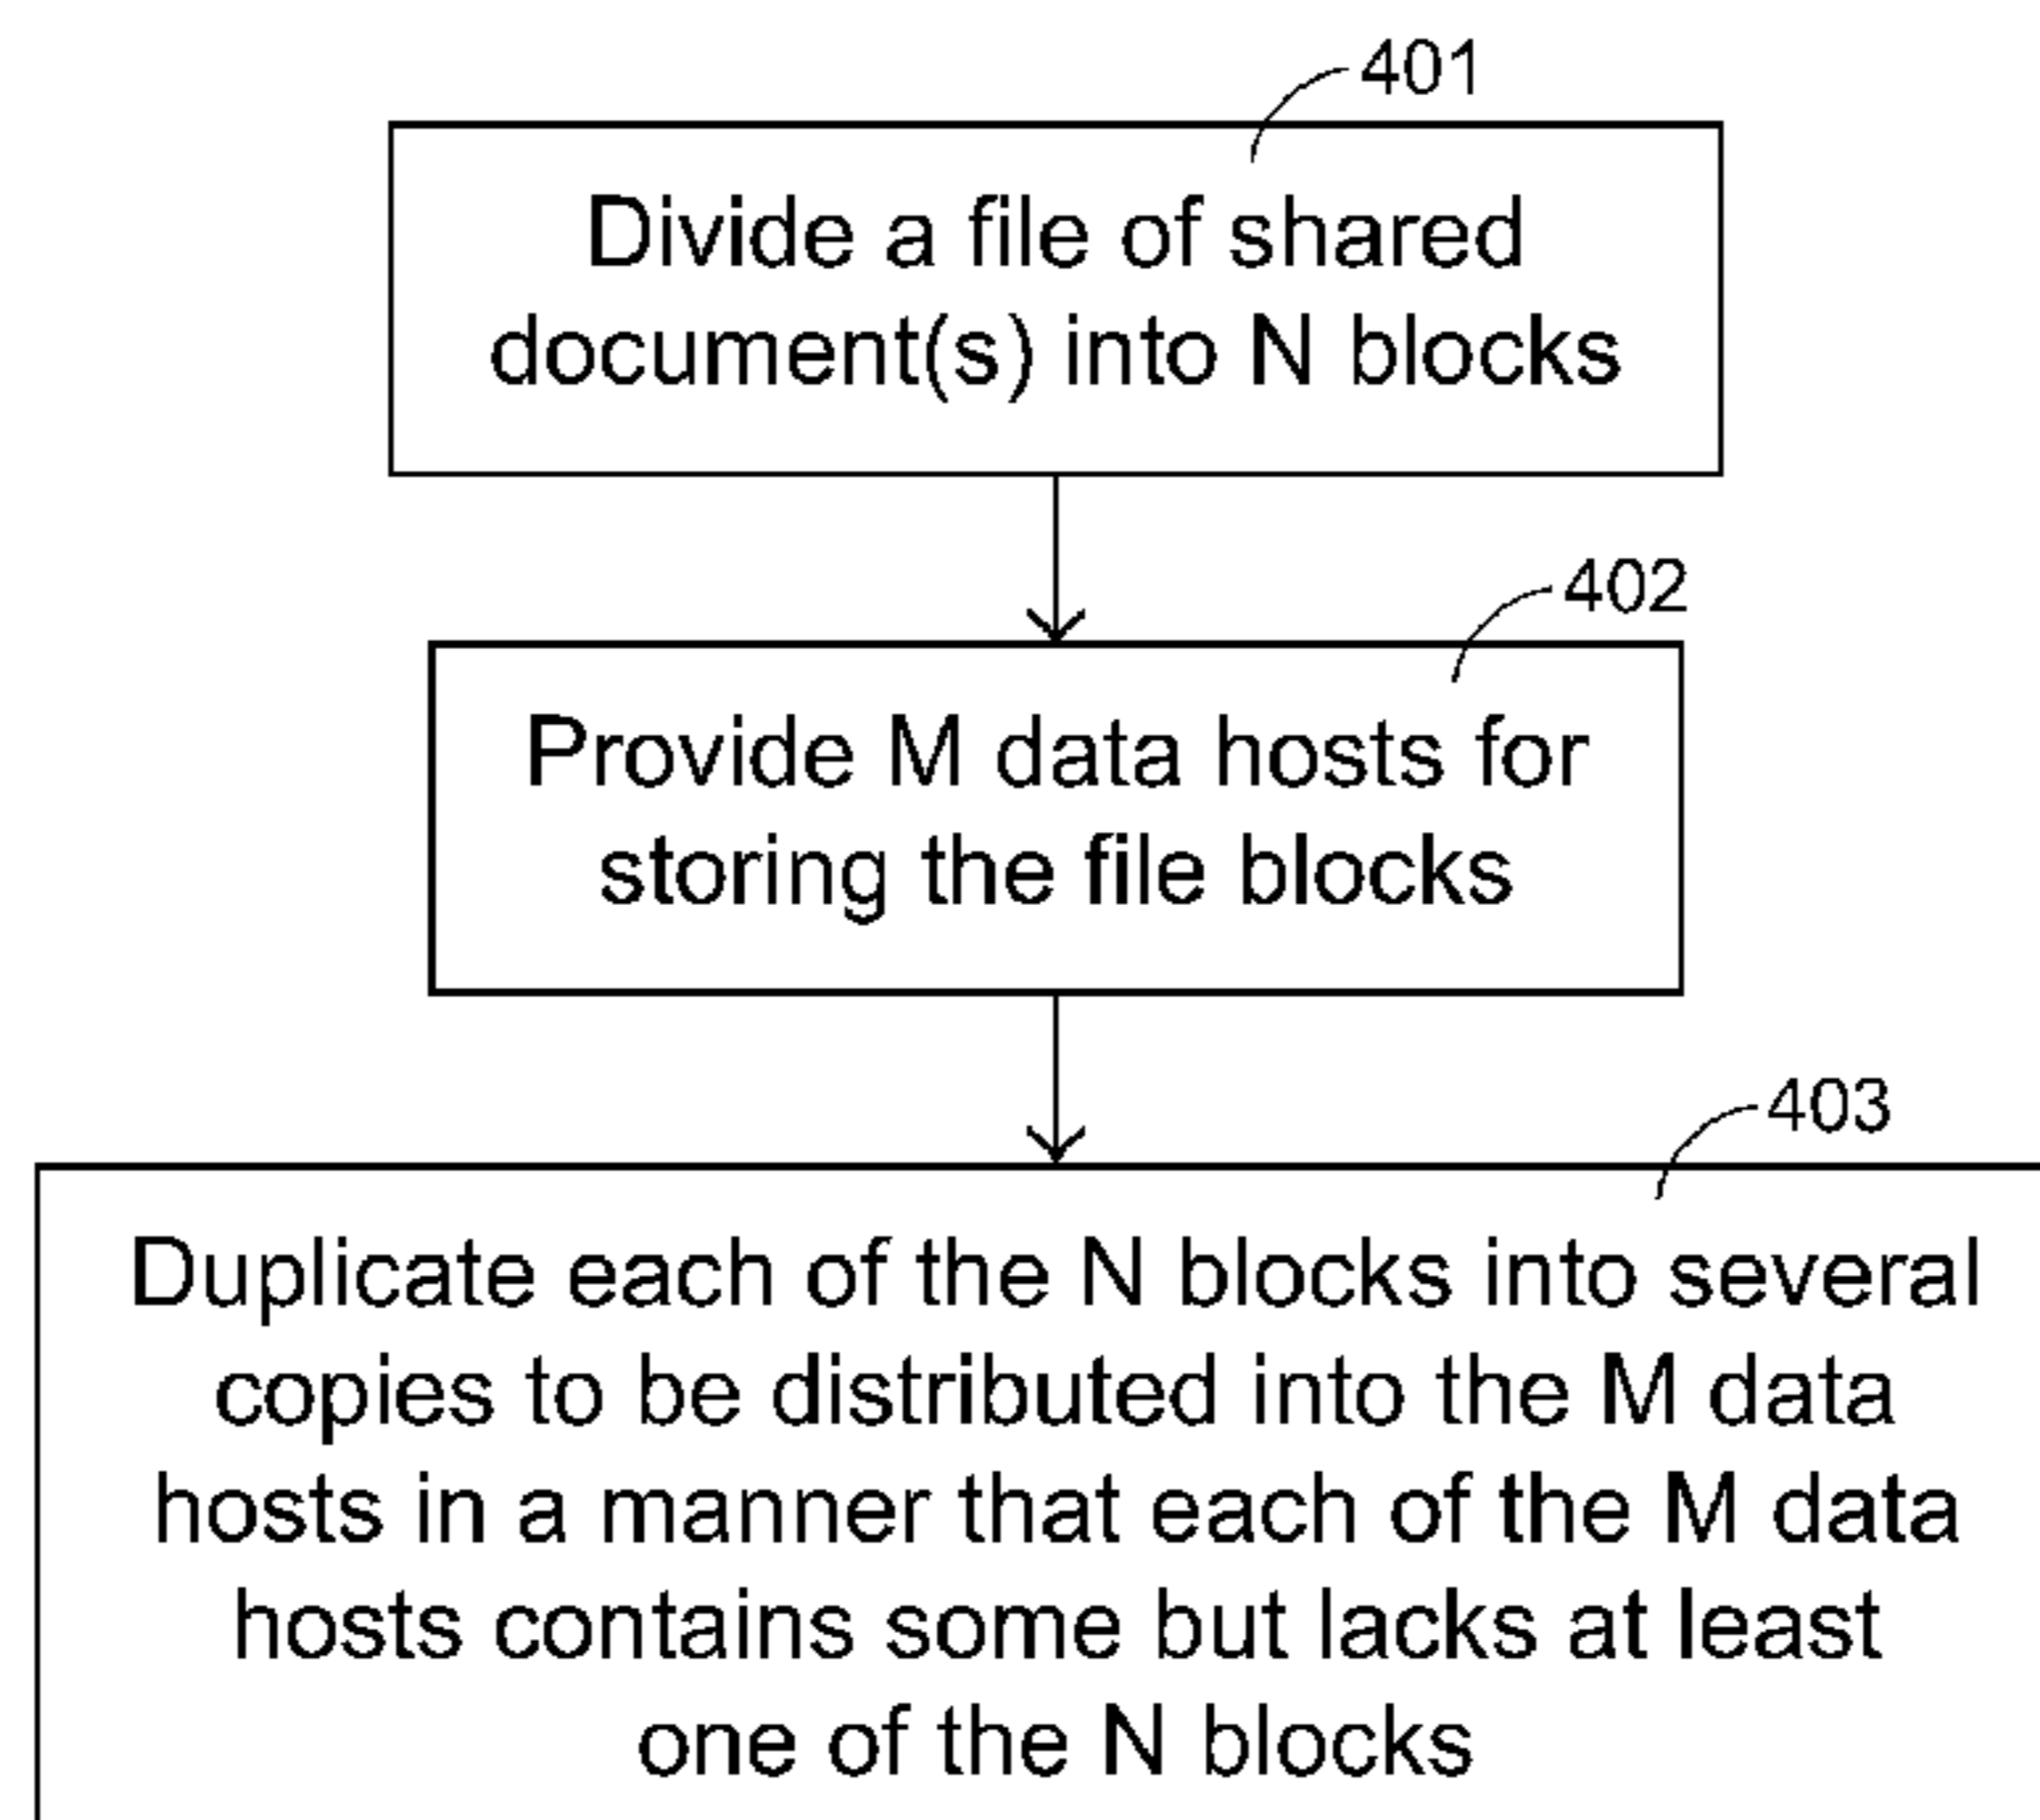 401
Divide a file of shared
document(s) into N blocks
402
Provide M data hosts for
storing the file blocks
403
Duplicate each of the N blocks into several
copies to be distributed into the M data
hosts in a manner that each of the M data
hosts contains some but lacks at least
one of the N blocks